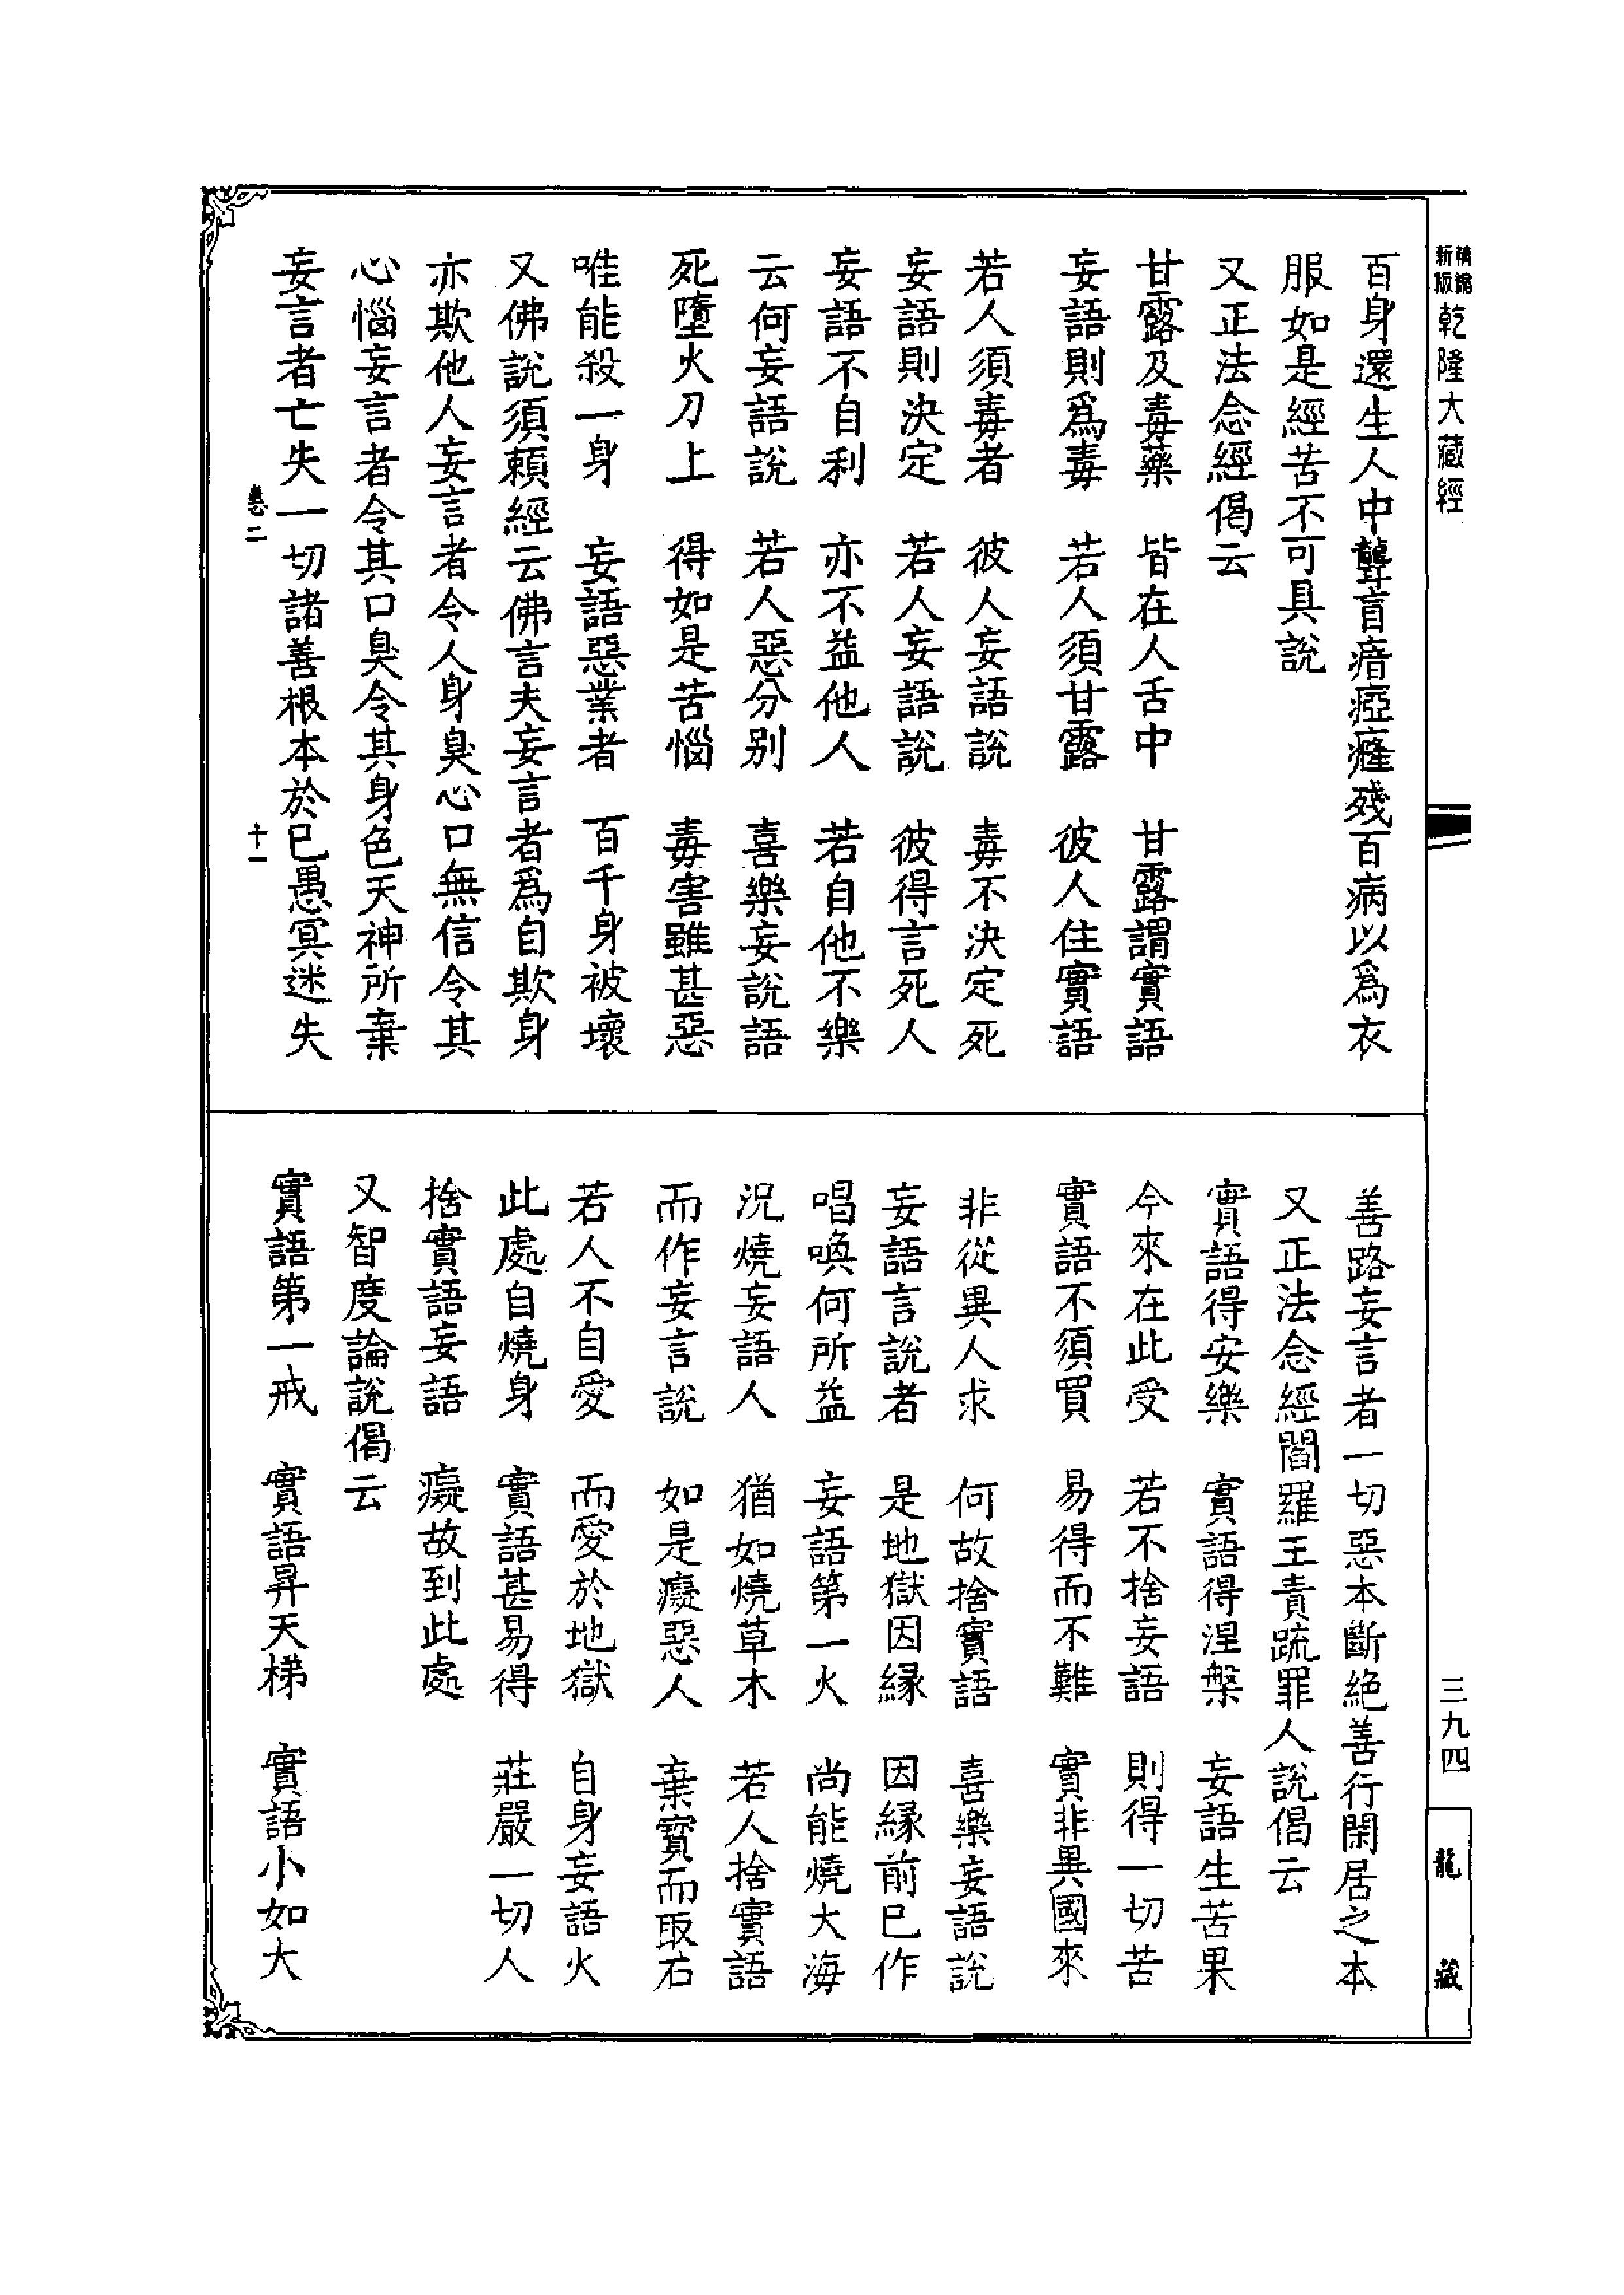 精鍊
新版
乾隆大藏經
百身還生人中聾盲瘖瘂癃殘百病以爲衣
服如是經苦不可具說
又正法念經偈云
甘露及毒藥　皆在人舌中　甘露謂實語
妄語則爲毒　若人須甘露　彼人住實語
若人須毒者　彼人妄語說　毒不決定死
妄語則決定　若人妄語說　彼得言死人
妄語不自利　亦不益他人　若自他不樂
云何妄語說　若人惡分別　喜樂妄說語
死墮火刀上　得如是苦惱　毒害雖甚惡
唯能殺一身　妄語惡業者　百千身被壞
又佛說須賴經云佛言夫妄言者爲自欺身
亦欺他人妄言者令人身臭心口無信令其
心惱妄言者令其口臭令其身色天神所棄
妄言者亡失一切諸善根本於巳愚冥迷失
卷二　十一
善路妄言者一切惡本斷絕善行閑居之本
又正法念經閻羅王責疏罪人說偈云
實語得安樂　實語得涅槃　妄語生苦果
今來在此受　若不捨妄語　則得一切苦
實語不須買　易得而不難　實非異國來
非從異人求　何故捨實語　喜樂妄語說
妄語言說者　是地獄因緣　因緣前巳作
唱喚何所益　妄語第一火　尚能燒大海
況燒妄語人　猶如燒草木　若人捨實語
而作妄言說　如是癡惡人　棄寳而取石
若人不自愛　而愛於地獄　自身妄語火
此處自燒身　實語甚易得　莊嚴一切人
捨實語妄語　癡故到此處
又智度論說偈云
實語第一戒　實語昇天梯　實語小如大
三九四
龍藏